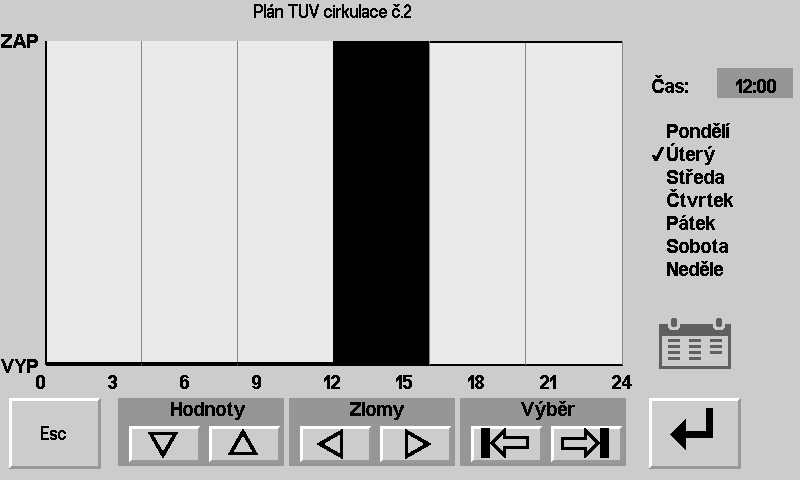 Plán TUV cirkulace č.2
ZAP
Čas: 12:00
Pondělí
✓Úterý
Středa
Čtvrtek
Pátek
Sobota
Neděle
VYP
0 3 6 9 12 15 18 21 24
Esc
Hodnoty Zlomy Výběr